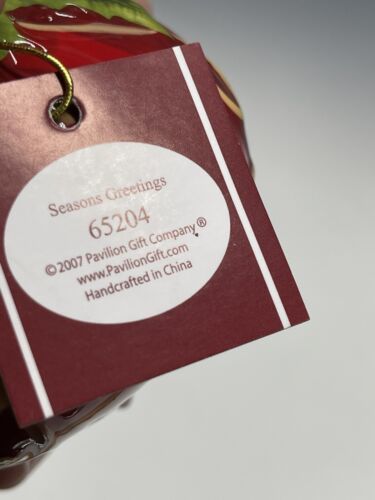 Seasons Greetings
65204
©2007 Pavilion Gift Company®
www.PavilionGift.com
Handcrafted in China